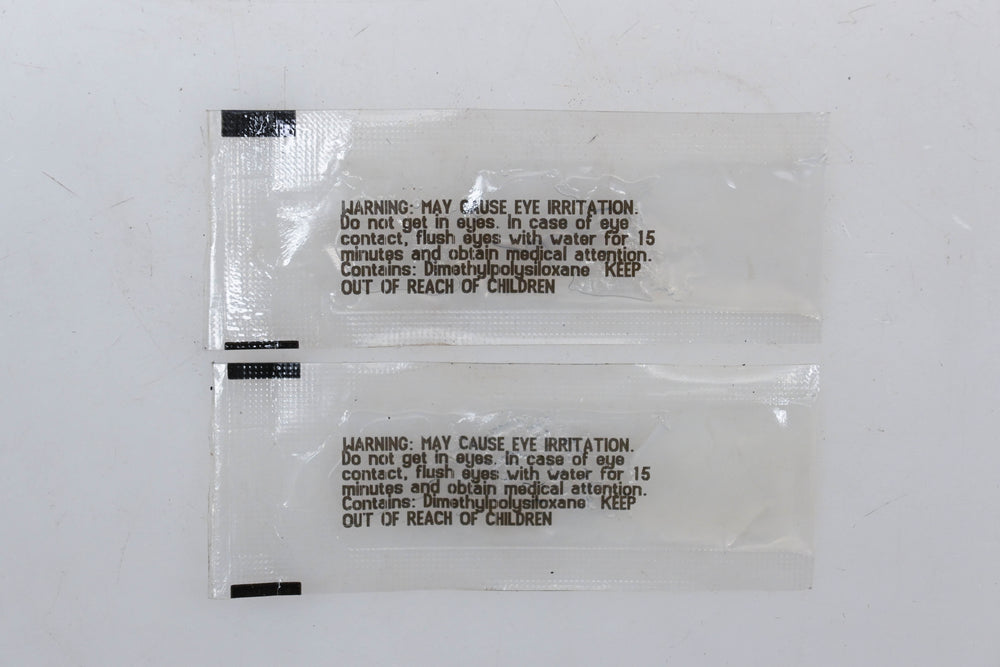 WARNING: MAY CAUSE EYE IRRITATION.
Do not get in eyes. In case of eye
contact, flush eyes with water for 15
minutes and obtain medical attention.
Contains: Dimethylpolysiloxane KEEP
OUT OF REACH OF CHILDREN
WARNING: MAY CAUSE EYE IRRITATION.
Do not get in eyes. In case of eye
contact, flush eyes with water for 15
minutes and obtain medical attention.
Contains: Dimethylpolysiloxane KEEP
OUT OF REACH OF CHILDREN